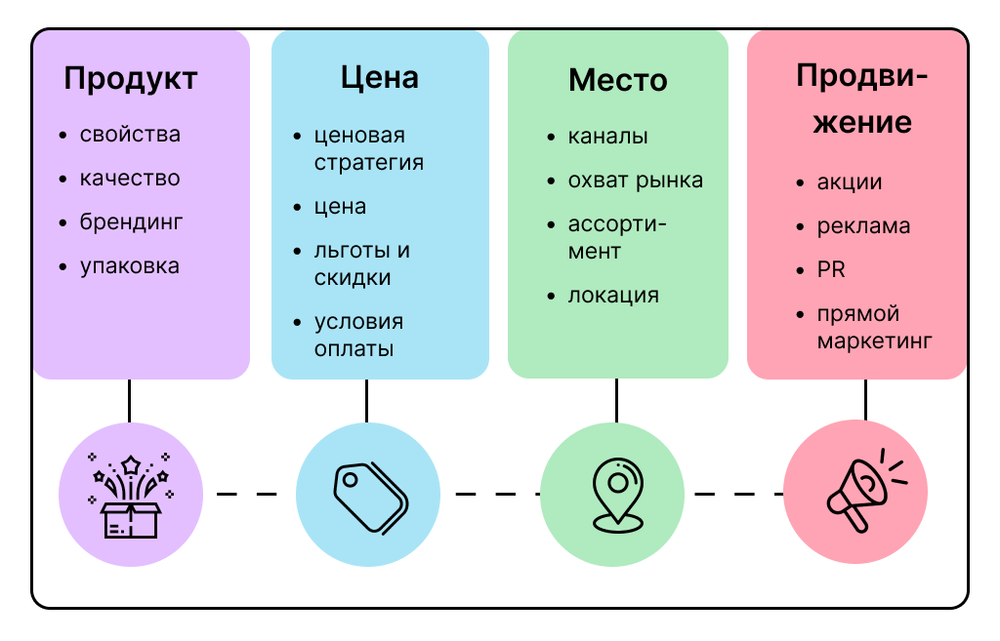 Продукт
• свойства
• качество
• брендинг
• упаковка
Цена
• ценовая
стратегия
• цена
• льготы и
скидки
• условия
оплаты
Место
• каналы
• охват рынка
• ассорти-
мент
• локация
Продви-
жение
• акции
• реклама
• PR
• прямой
маркетинг